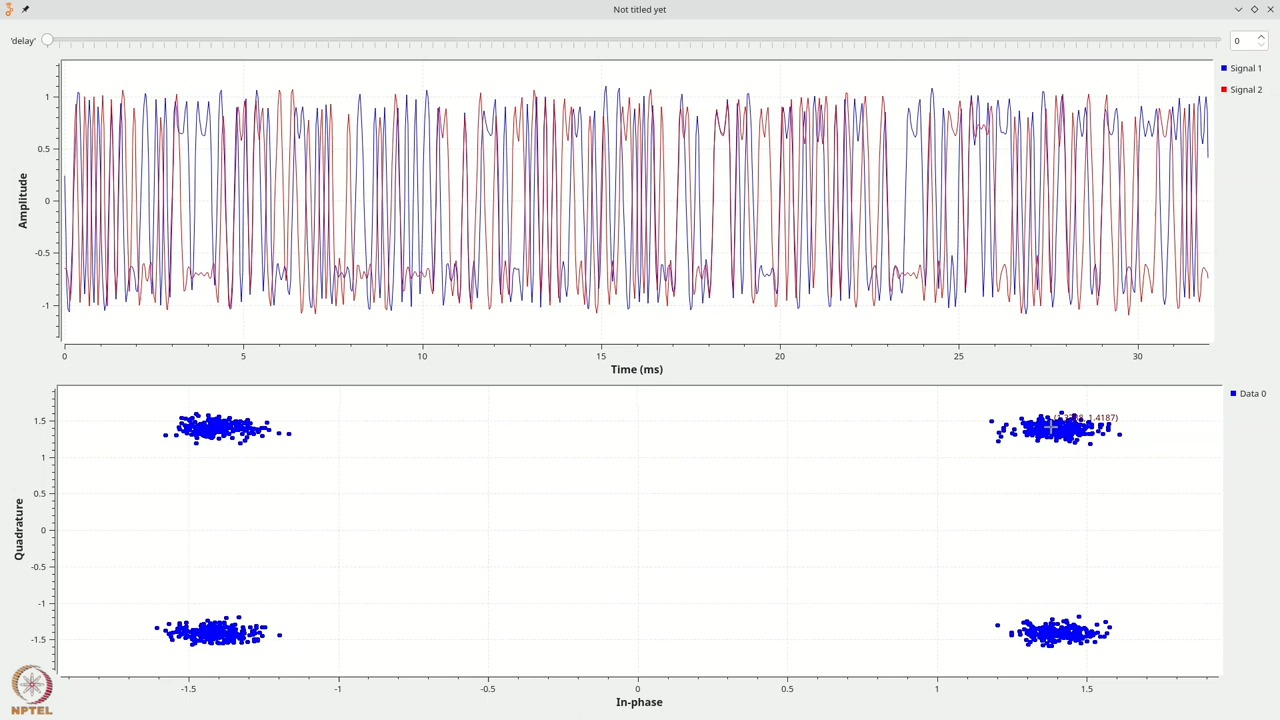 Not titled yet
'delay'
0
Signal 1
Signal 2
1
0.5
0
-0.5
-1
Amplitude
0 5 10 15 20 25 30
Time (ms)
Data 0
1.4187)
1.5
1
0.5
0
-0.5
-1
-1.5
Quadrature
-1.5 -1 -0.5 0 0.5 1 1.5
In-phase
NPTEL